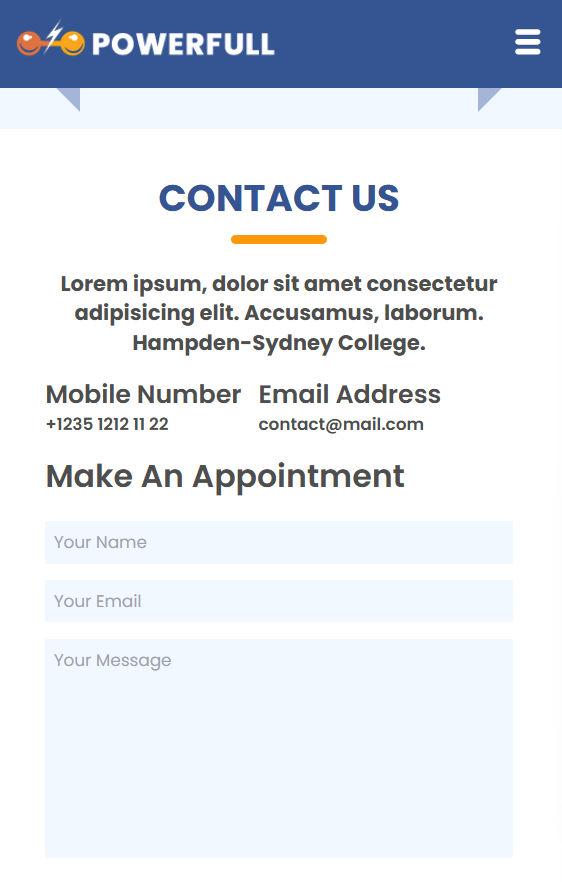 POWERFULL
CONTACT US
Lorem ipsum, dolor sit amet consectetur
adipisicing elit. Accusamus, laborum.
Hampden-Sydney College.
Mobile Number Email Address
+1235 1212 11 22 contact@mail.com
Make An Appointment
Your Name
Your Email
Your Message